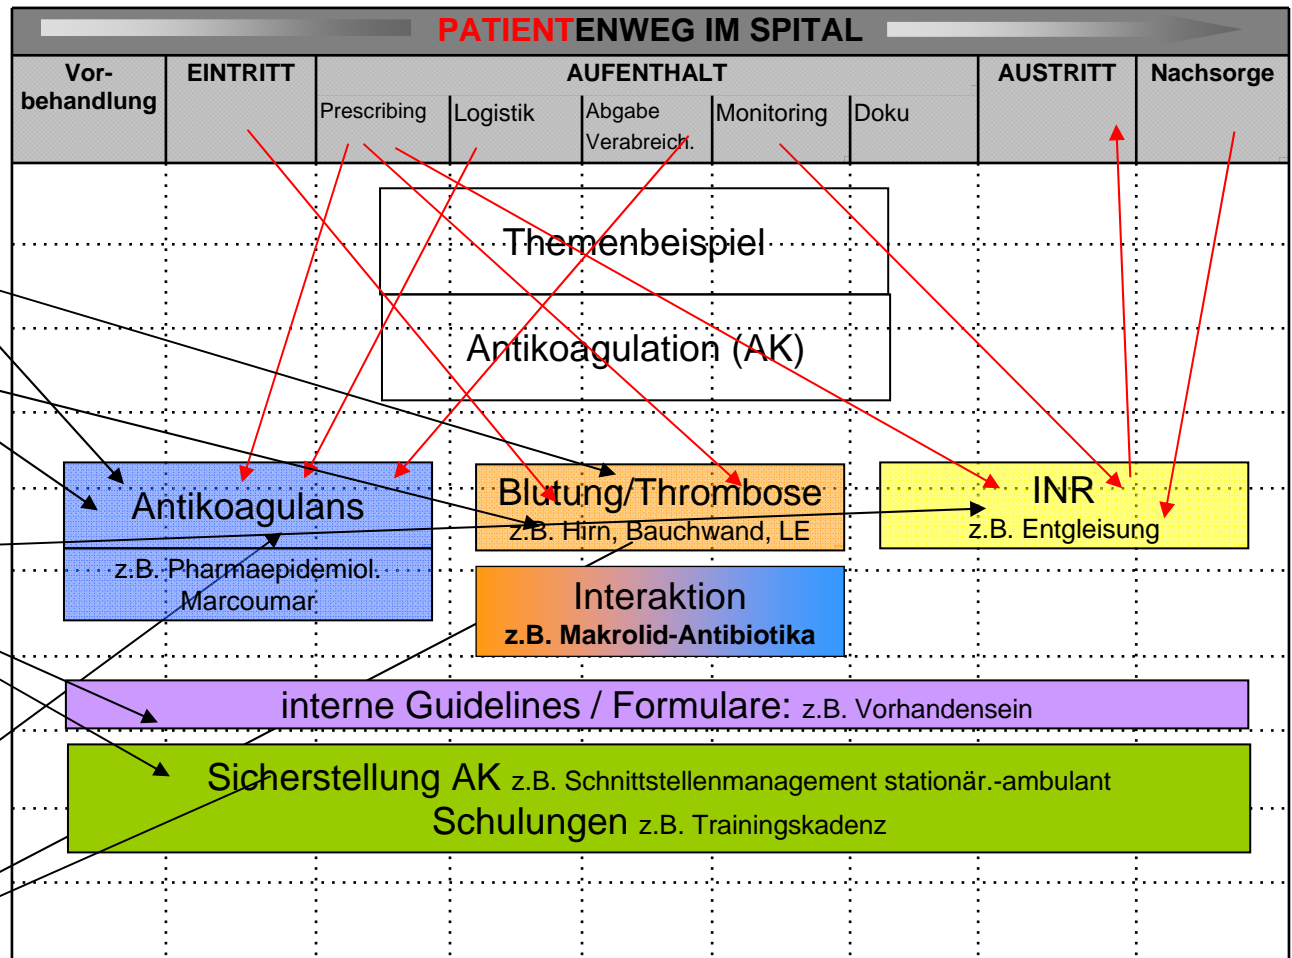 PATIENTENWEG IM SPITAL
Vor-
behandlung
EINTRITT
AUFENTHALT
AUSTRITT
Nachsorge
Prescribing
Logistik
Abgabe
Verabreich.
Monitoring
Doku
Themenbeispiel
Antikoagulation (AK)
Antikoagulans
z.B. Pharmaepidemiol.
Marcoumar
Blutung/Thrombose
z.B. Hirn, Bauchwand, LE
INR
z.B. Entgleisung
Interaktion
z.B. Makrolid-Antibiotika
interne Guidelines / Formulare: z.B. Vorhandensein
Sicherstellung AK z.B. Schnittstellenmanagement stationär.-ambulant
Schulungen z.B. Trainingskadenz